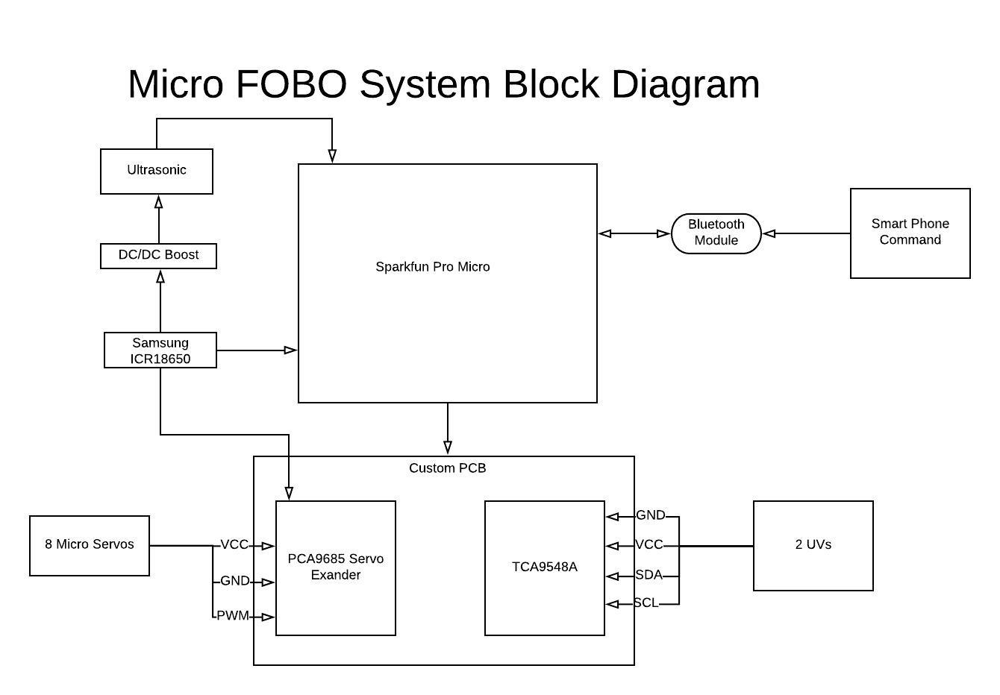 Micro FOBO System Block Diagram
Ultrasonic
DC/DC Boost
Samsung
ICR18650
Sparkfun Pro Micro
Bluetooth
Module
Smart Phone
Command
Custom PCB
8 Micro Servos
VCC
GND
PWM
PCA9685 Servo
Exander
TCA9548A
GND
VCC
SDA
SCL
2 UVs